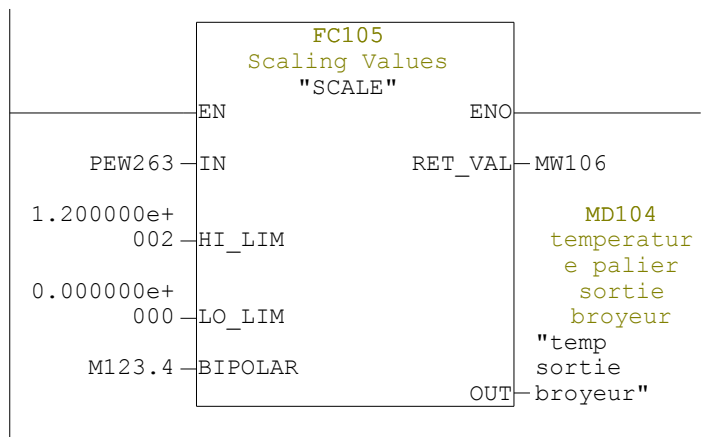 FC105
Scaling Values
"SCALE"
EN ENO
PEW263 IN RET_VAL MW106
1.200000e+
002 HI_LIM
MD104
temperatur
e palier
sortie
broyeur
0.000000e+
000 LO_LIM
M123.4 BIPOLAR
"temp
sortie
OUT broyeur"